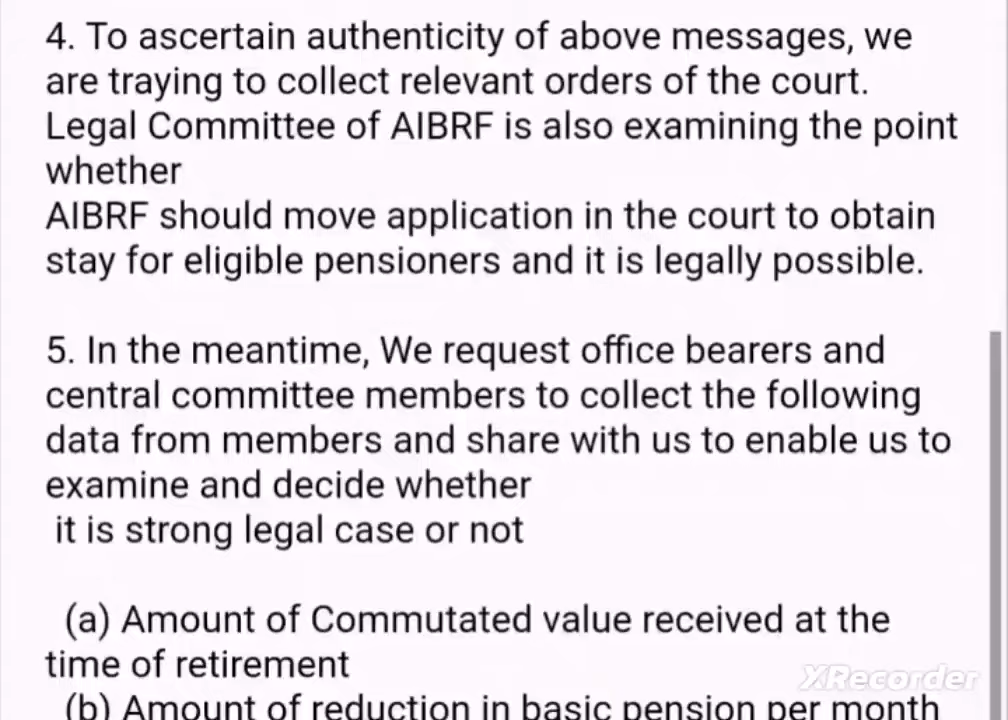 4. To ascertain authenticity of above messages, we
are traying to collect relevant orders of the court.
Legal Committee of AIBRF is also examining the point
whether
AIBRF should move application in the court to obtain
stay for eligible pensioners and it is legally possible.
5. In the meantime, We request office bearers and
central committee members to collect the following
data from members and share with us to enable us to
examine and decide whether
it is strong legal case or not
(a) Amount of Commutated value received at the
time of retirement
XRecorder
(b) Amount of reduction in basic pension per month